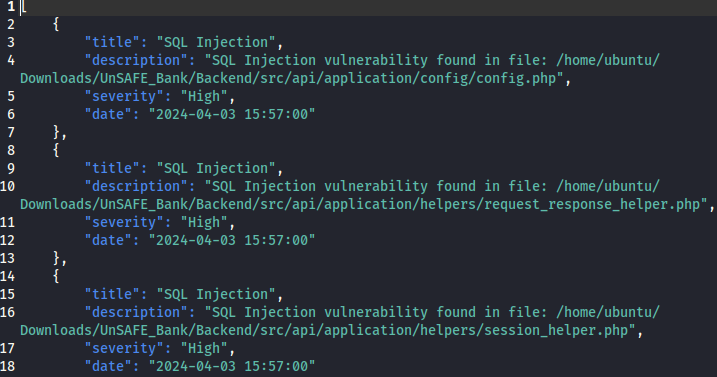 1 [
2     {
3         "title": "SQL Injection",
4         "description": "SQL Injection vulnerability found in file: /home/ubuntu/
Downloads/UnSAFE_Bank/Backend/src/api/application/config/config.php",
5         "severity": "High",
6         "date": "2024-04-03 15:57:00"
7     },
8     {
9         "title": "SQL Injection",
10         "description": "SQL Injection vulnerability found in file: /home/ubuntu/
Downloads/UnSAFE_Bank/Backend/src/api/application/helpers/request_response_helper.php",
11         "severity": "High",
12         "date": "2024-04-03 15:57:00"
13     },
14     {
15         "title": "SQL Injection",
16         "description": "SQL Injection vulnerability found in file: /home/ubuntu/
Downloads/UnSAFE_Bank/Backend/src/api/application/helpers/session_helper.php",
17         "severity": "High",
18         "date": "2024-04-03 15:57:00"